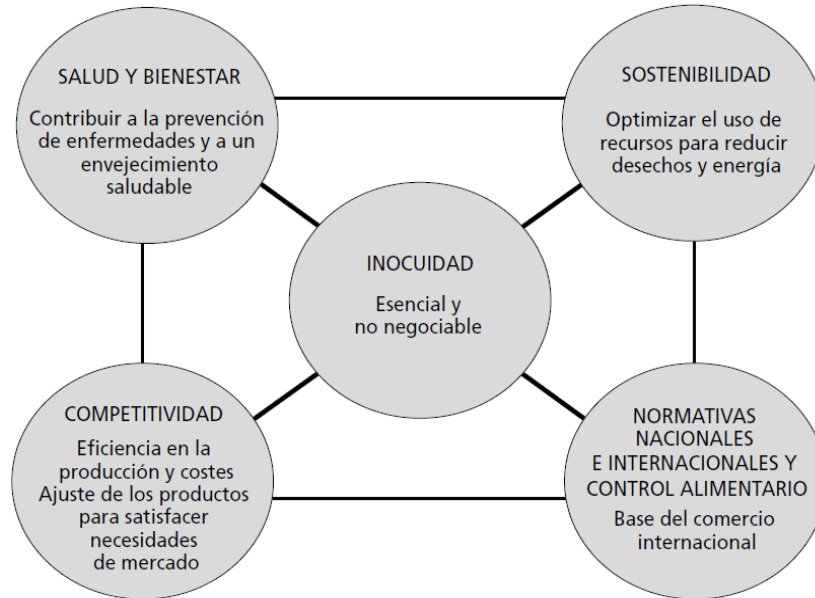 SALUD Y BIENESTAR
Contribuir a la prevención
de enfermedades y a un
envejecimiento
saludable
SOSTENIBILIDAD
Optimizar el uso de
recursos para reducir
desechos y energía
INOCUIDAD
Esencial y
no negociable
COMPETITIVIDAD
Eficiencia en la
producción y costes
Ajuste de los productos
para satisfacer
necesidades
de mercado
NORMATIVAS
NACIONALES
E INTERNACIONALES Y
CONTROL ALIMENTARIO
Base del comercio
internacional